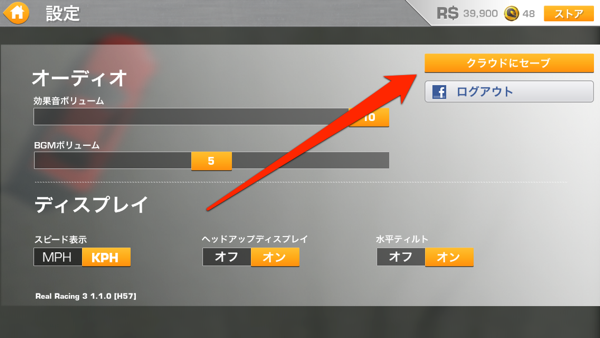 設定
R$ 39,900
48
ストア
クラウドにセーブ
ログアウト
オーディオ
効果音ボリューム
10
BGMボリューム
5
ディスプレイ
スピード表示
MPH KPH
ヘッドアップディスプレイ
オフ オン
水平ティルト
オフ オン
Real Racing 3 1.1.0 [H57]